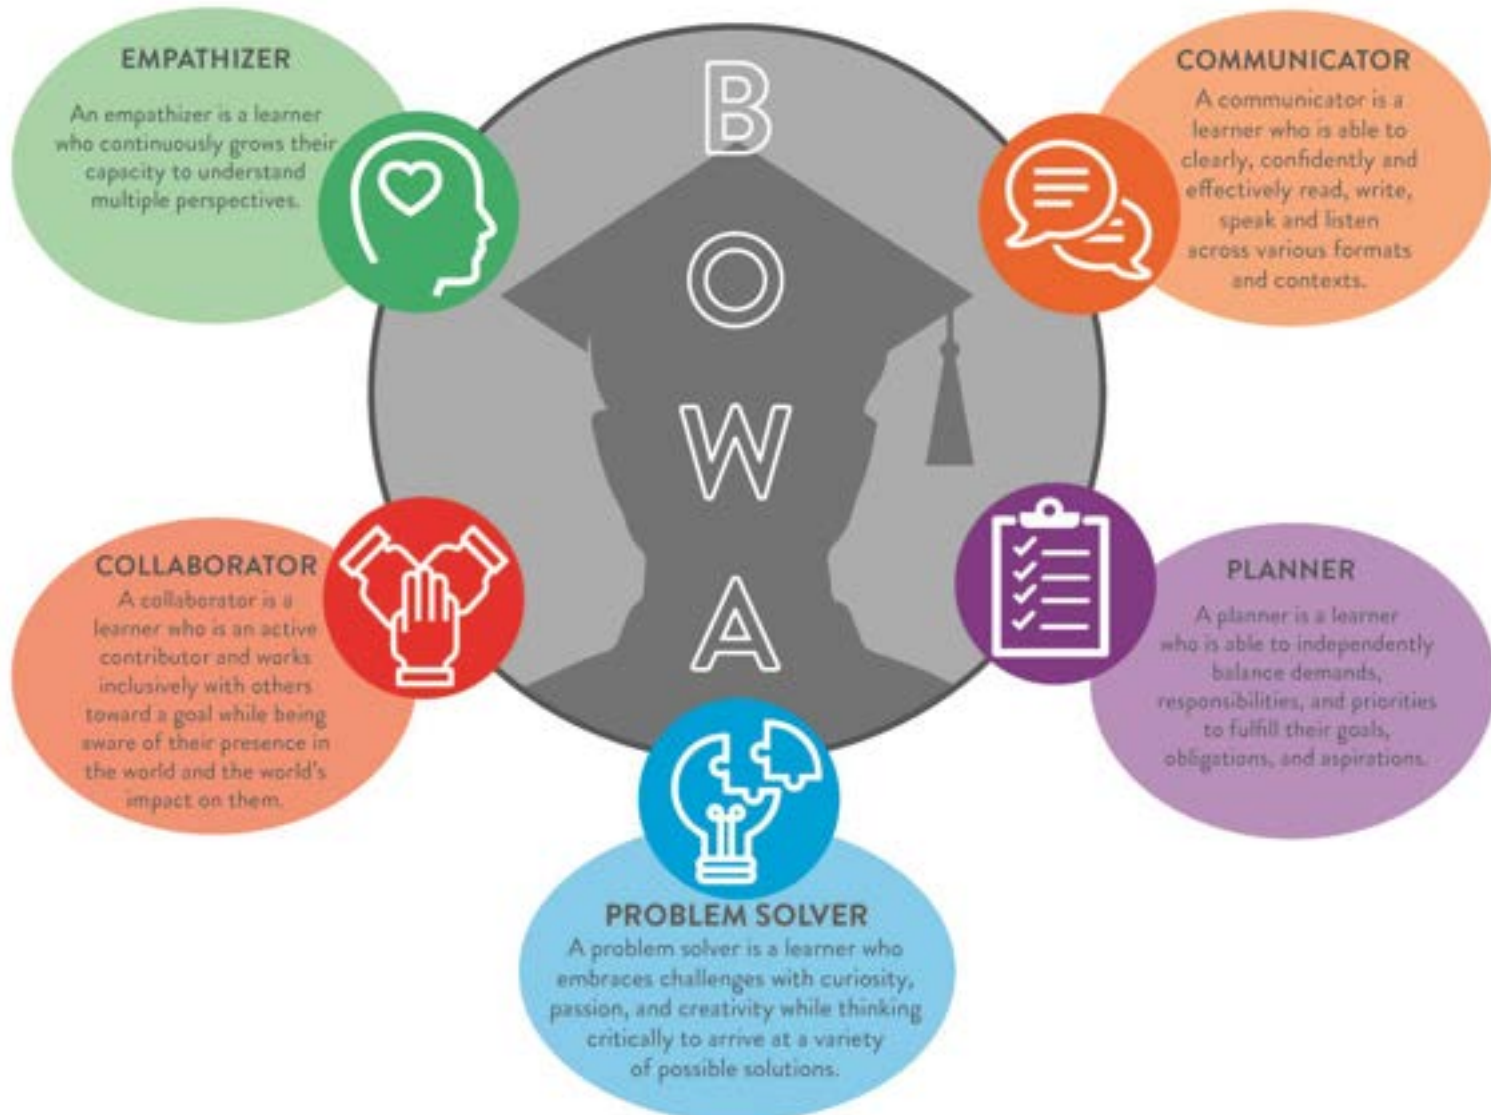 EMPATHIZER
An empathizer is a learner
who continuously grows their
capacity to understand
multiple perspectives.
B
O
W
A
COMMUNICATOR
A communicator is a
learner who is able to
clearly, confidently and
effectively read, write,
speak and listen
across various formats
and contexts.
COLLABORATOR
A collaborator is a
learner who is an active
contributor and works
inclusively with others
toward a goal while being
aware of their presence in
the world and the world's
impact on them.
PLANNER
A planner is a learner
who is able to independently
balance demands,
responsibilities, and priorities
to fulfill their goals,
obligations, and aspirations.
PROBLEM SOLVER
A problem solver is a learner who
embraces challenges with curiosity,
passion, and creativity while thinking
critically to arrive at a variety
of possible solutions.